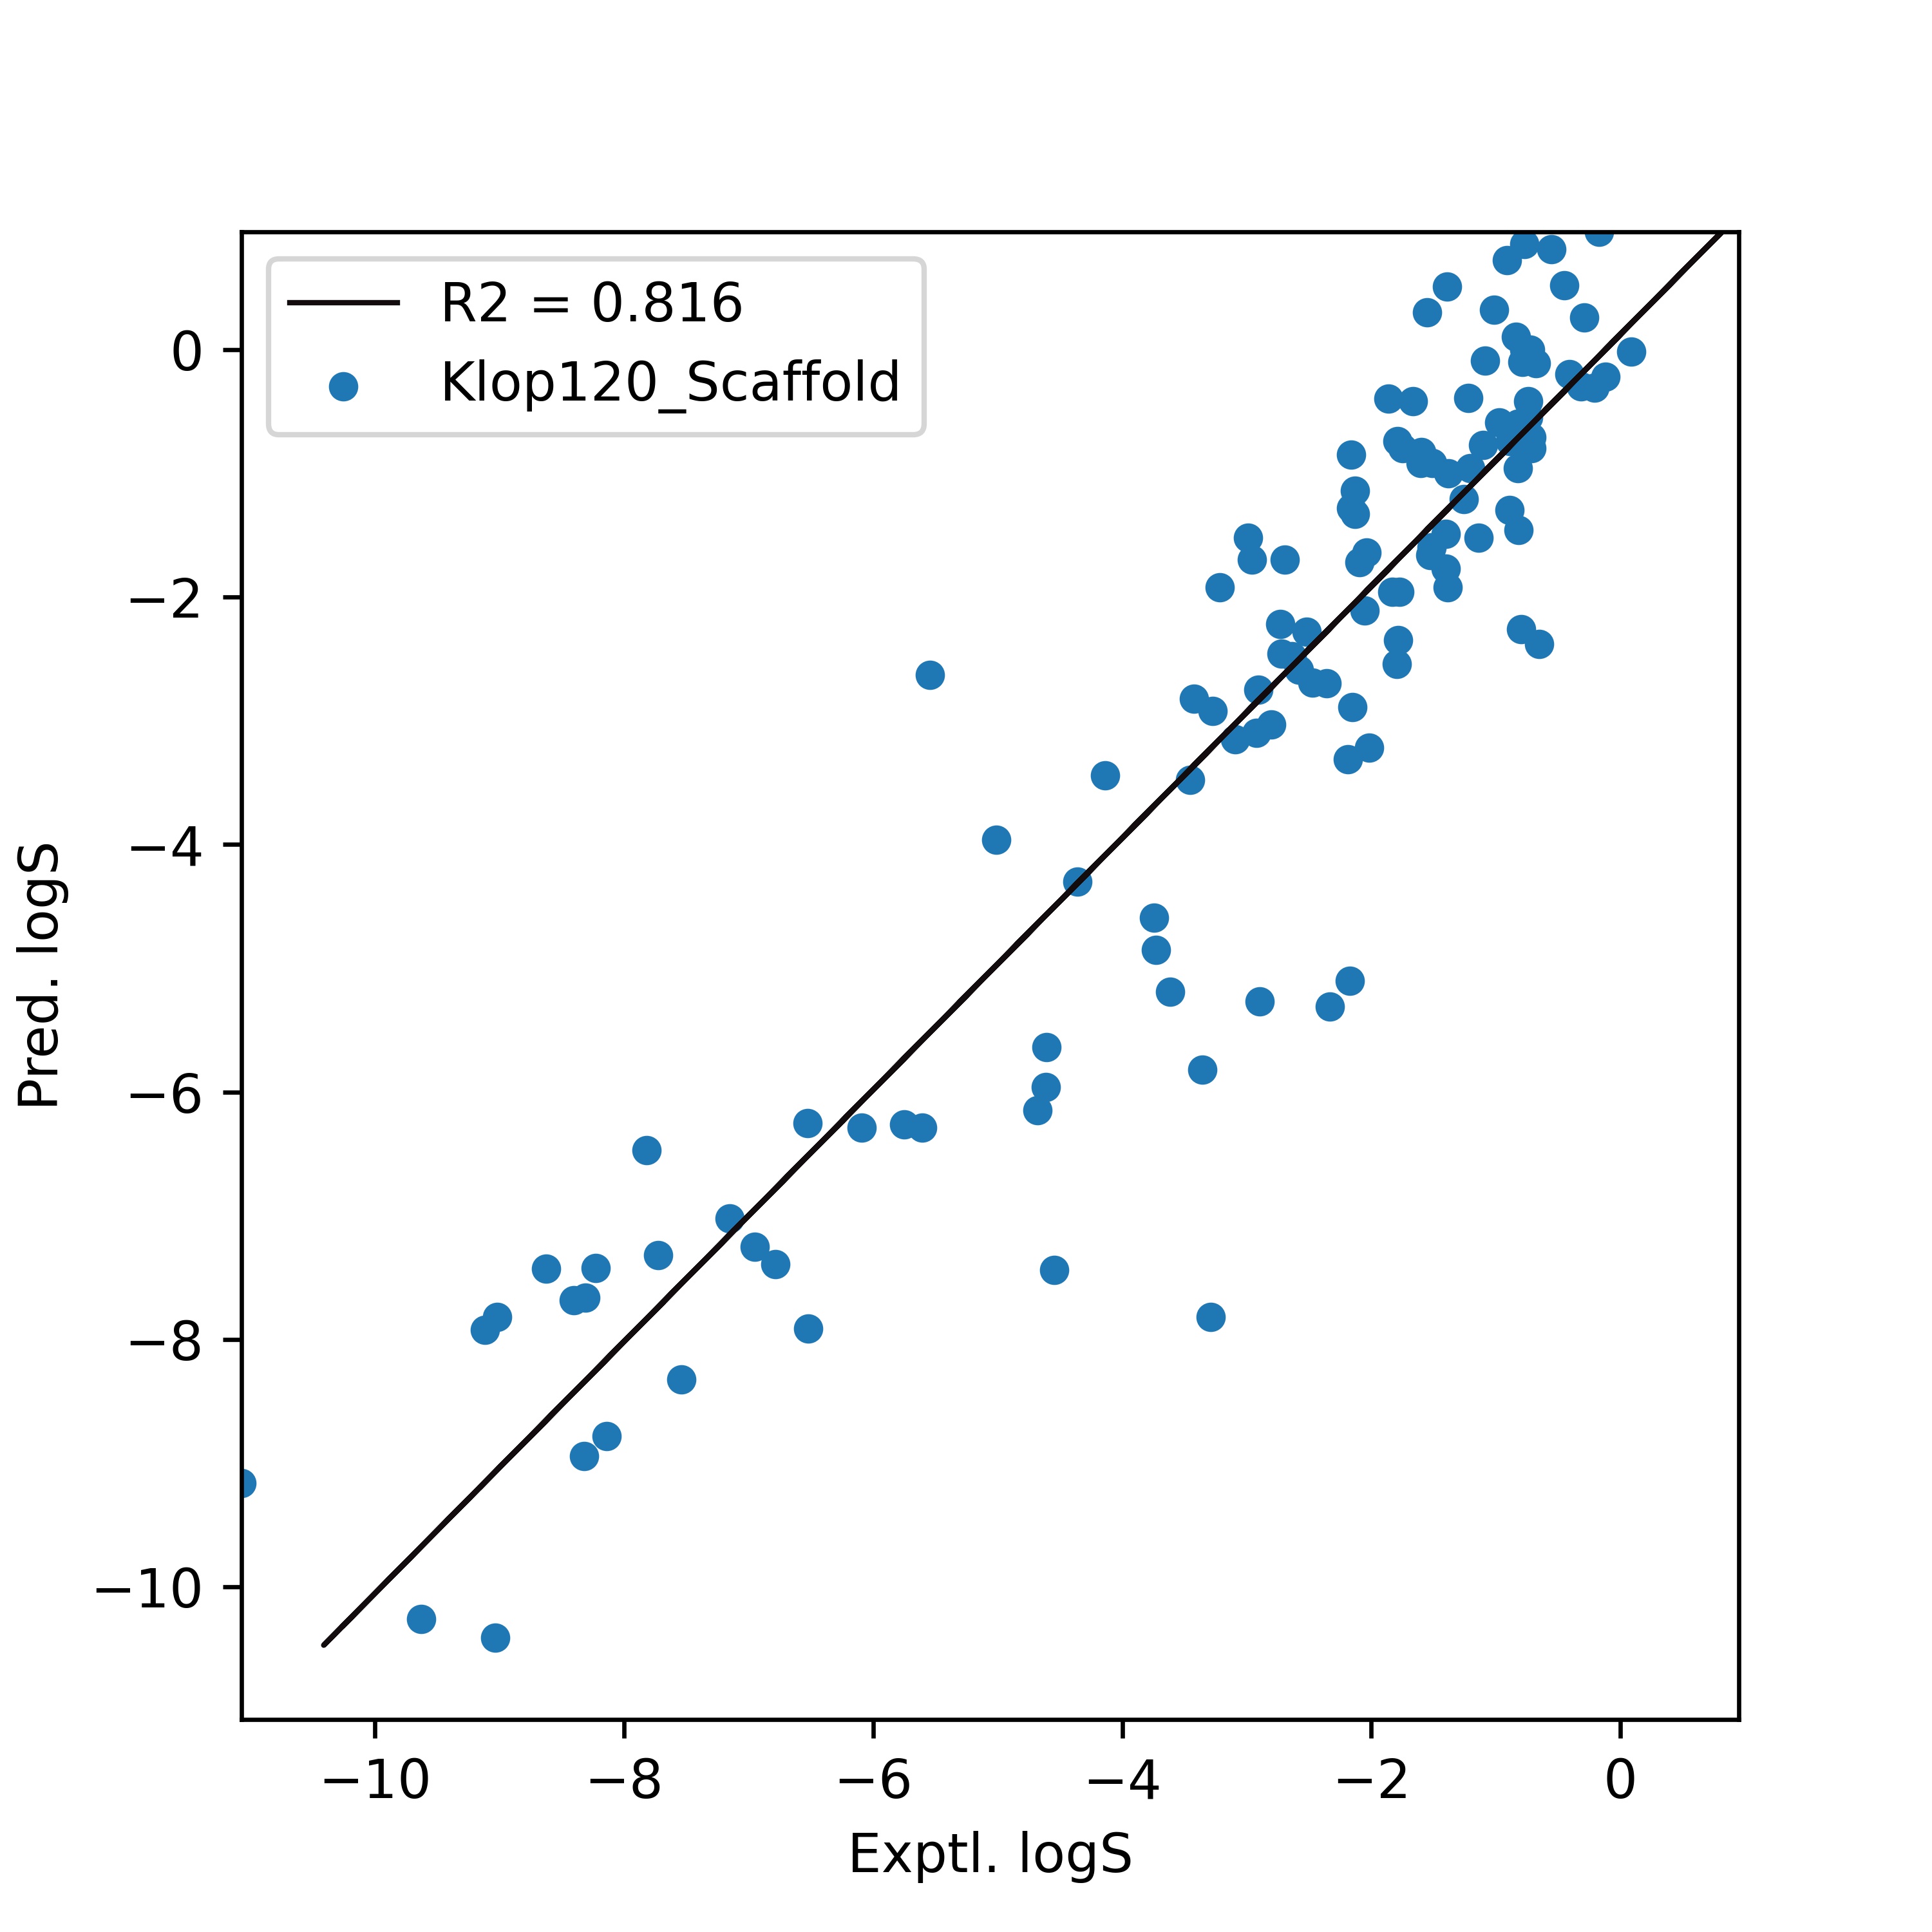 R2 = 0.816
Klop120_Scaffold
0
−2
−4
−6
−8
−10
Pred. logS
−10 −8 −6 −4 −2 0
Exptl. logS